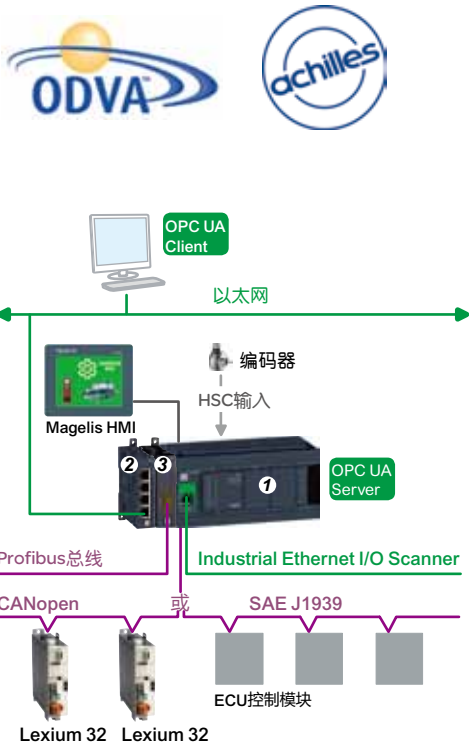 ODVA
achilles
OPC UA
Client
以太网
编码器
HSC输入
Magelis HMI
2
3
1
OPC UA
Server
Profibus总线
Industrial Ethernet I/O Scanner
CANopen
或
SAE J1939
ECU控制模块
Lexium 32
Lexium 32